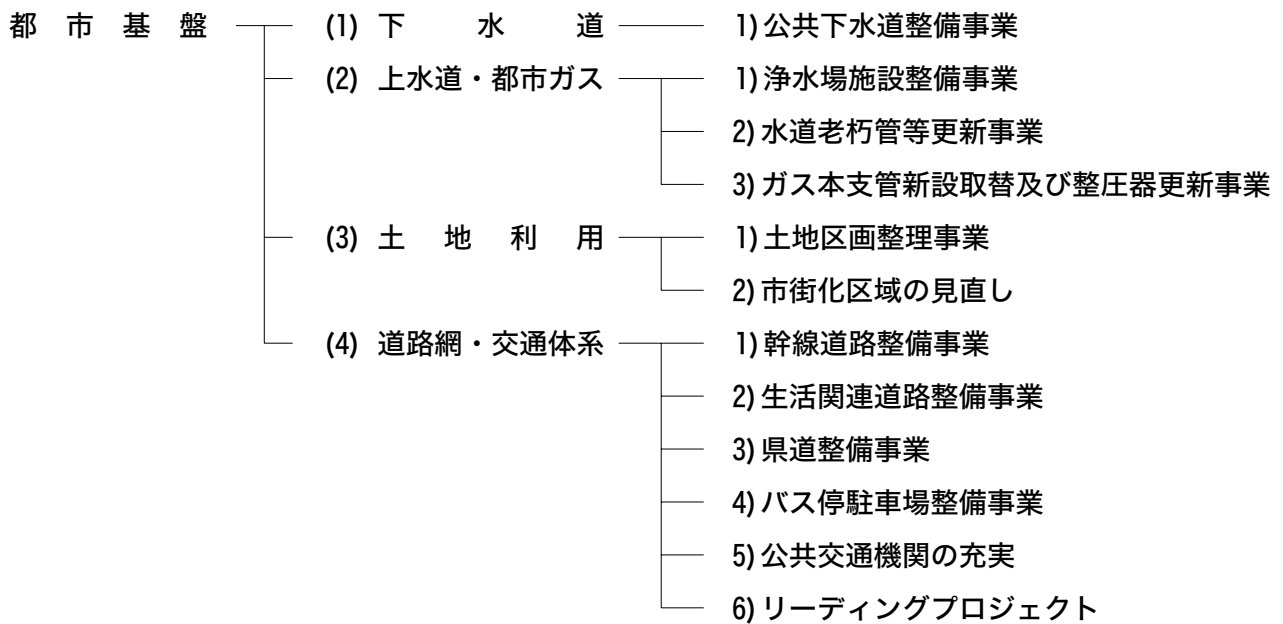 都市基盤 (1) 下水道 1)公共下水道整備事業
(2) 上水道・都市ガス 1)浄水場施設整備事業
2)水道老朽管等更新事業
3)ガス本支管新設取替及び整圧器更新事業
(3) 土地利用 1)土地区画整理事業
2)市街化区域の見直し
(4) 道路網・交通体系 1)幹線道路整備事業
2)生活関連道路整備事業
3)県道整備事業
4)バス停駐車場整備事業
5)公共交通機関の充実
6)リーディングプロジェクト